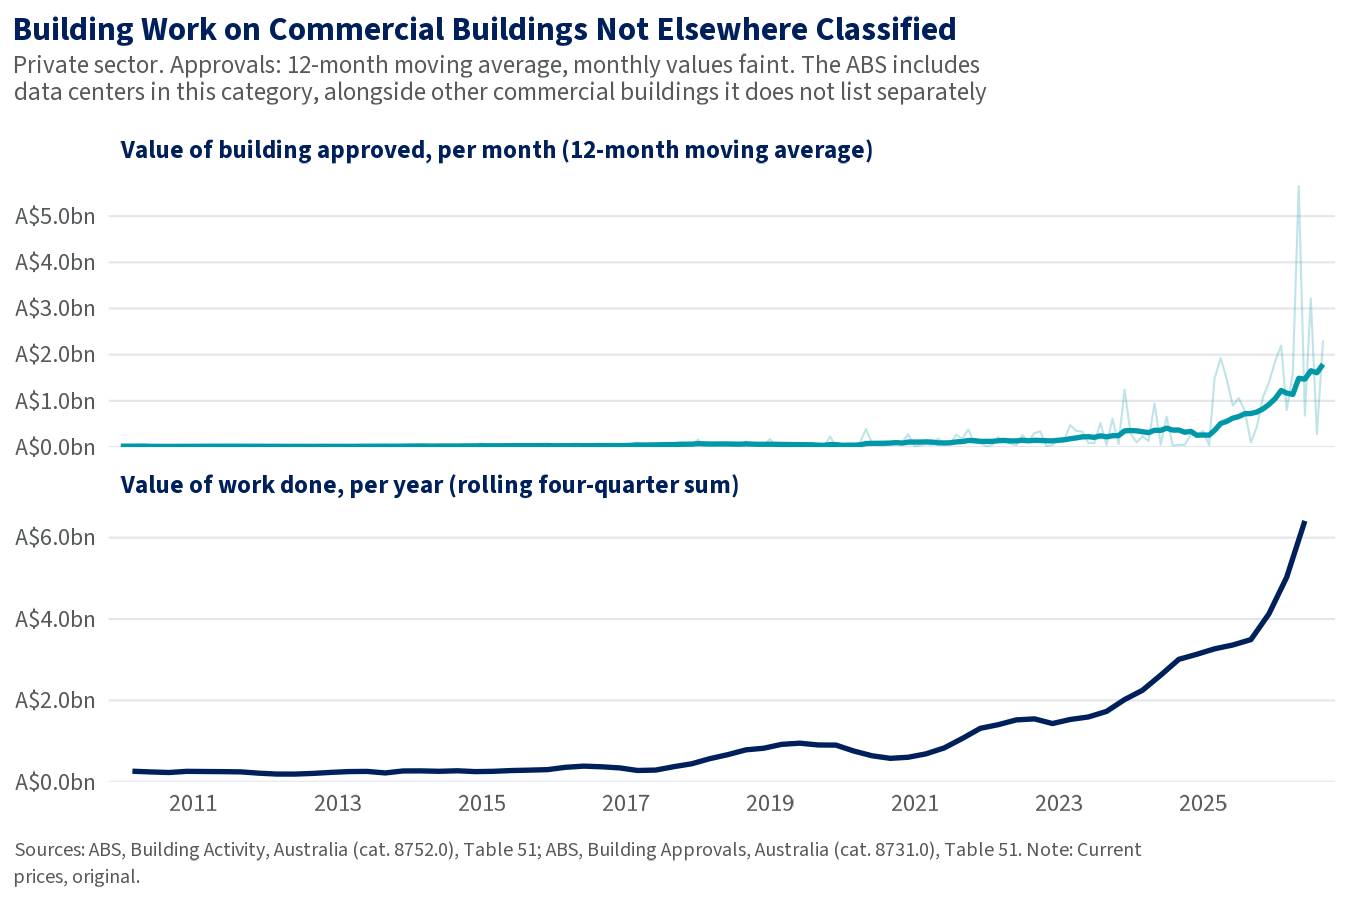 Building Work on Commercial Buildings Not Elsewhere Classified
Private sector. Approvals: 12-month moving average, monthly values faint. The ABS includes
data centers in this category, alongside other commercial buildings it does not list separately
Value of building approved, per month (12-month moving average)
A$5.0bn
A$4.0bn
A$3.0bn
A$2.0bn
A$1.0bn
A$0.0bn
Value of work done, per year (rolling four-quarter sum)
A$6.0bn
A$4.0bn
A$2.0bn
A$0.0bn
2011 2013 2015 2017 2019 2021 2023 2025
Sources: ABS, Building Activity, Australia (cat. 8752.0), Table 51; ABS, Building Approvals, Australia (cat. 8731.0), Table 51. Note: Current
prices, original.